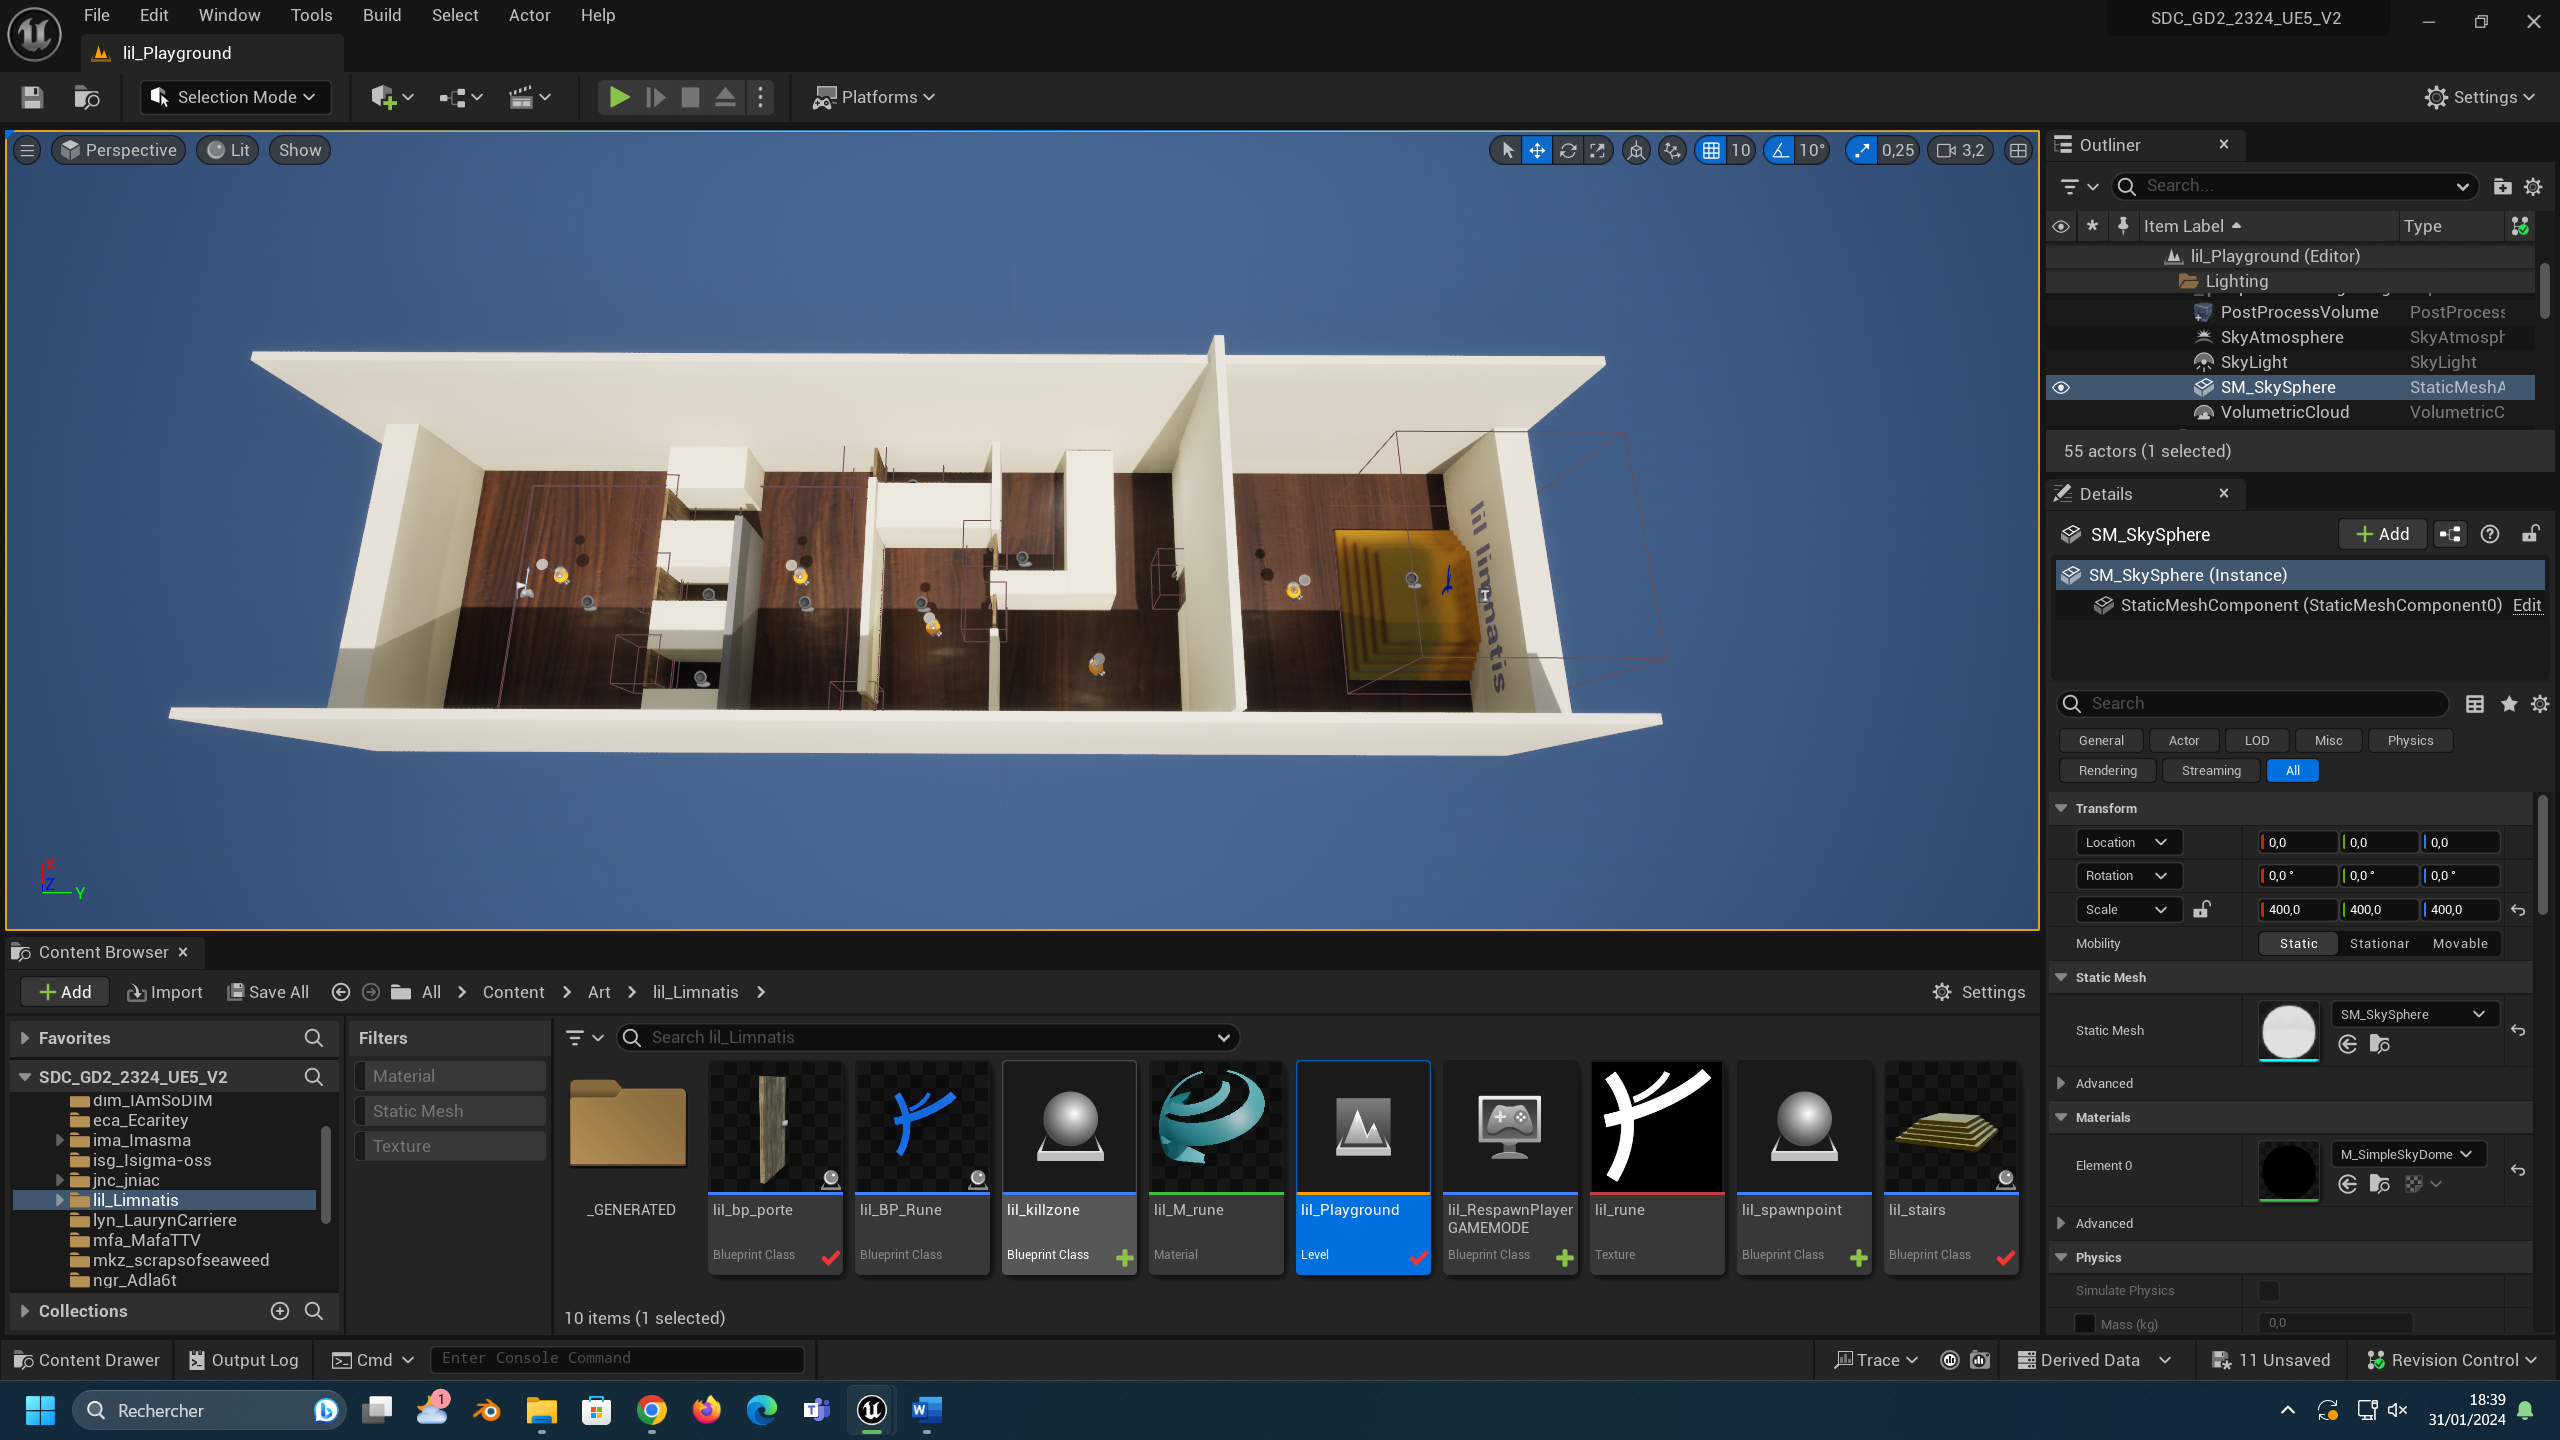 File Edit Window Tools Build Select Actor Help
SDC_GD2_2324_UE5_V2
lil_Playground
Selection Mode
Platforms
Settings
Perspective
Lit
Show
10
10°
0,25
3,2
lil limnatis
X
Z
Y
Outliner
Search...
Item Label
Type
lil_Playground (Editor)
Lighting
PostProcessVolume PostProcess
SkyAtmosphere SkyAtmosph
SkyLight SkyLight
SM_SkySphere StaticMeshA
VolumetricCloud VolumetricC
55 actors (1 selected)
Details
SM_SkySphere
Add
SM_SkySphere (Instance)
StaticMeshComponent (StaticMeshComponent0) Edit
Search
General Actor LOD Misc Physics
Rendering Streaming All
Transform
Location 0,0 0,0 0,0
Rotation 0,0 ° 0,0 ° 0,0 °
Scale 400,0 400,0 400,0
Mobility Static Stationar Movable
Static Mesh
Static Mesh SM_SkySphere
Advanced
Materials
Element 0 M_SimpleSkyDome
Advanced
Physics
Simulate Physics
Mass (kg) 0,0
Content Browser
Add Import Save All All Content Art lil_Limnatis
Settings
Favorites
SDC_GD2_2324_UE5_V2
dim_IAmSoDIM
eca_Ecaritey
ima_Imasma
isg_Isigma-oss
jnc_jniac
lil_Limnatis
lyn_LaurynCarriere
mfa_MafaTTV
mkz_scrapsofseaweed
ngr_Adla6t
Collections
Filters
Material
Static Mesh
Texture
Search lil_Limnatis
_GENERATED
lil_bp_porte
Blueprint Class
lil_BP_Rune
Blueprint Class
lil_killzone
Blueprint Class
lil_M_rune
Material
lil_Playground
Level
lil_RespawnPlayer
GAMEMODE
Blueprint Class
lil_rune
Texture
lil_spawnpoint
Blueprint Class
lil_stairs
Blueprint Class
10 items (1 selected)
Content Drawer Output Log Cmd Enter Console Command
Trace Derived Data 11 Unsaved Revision Control
Rechercher
1
18:39
31/01/2024